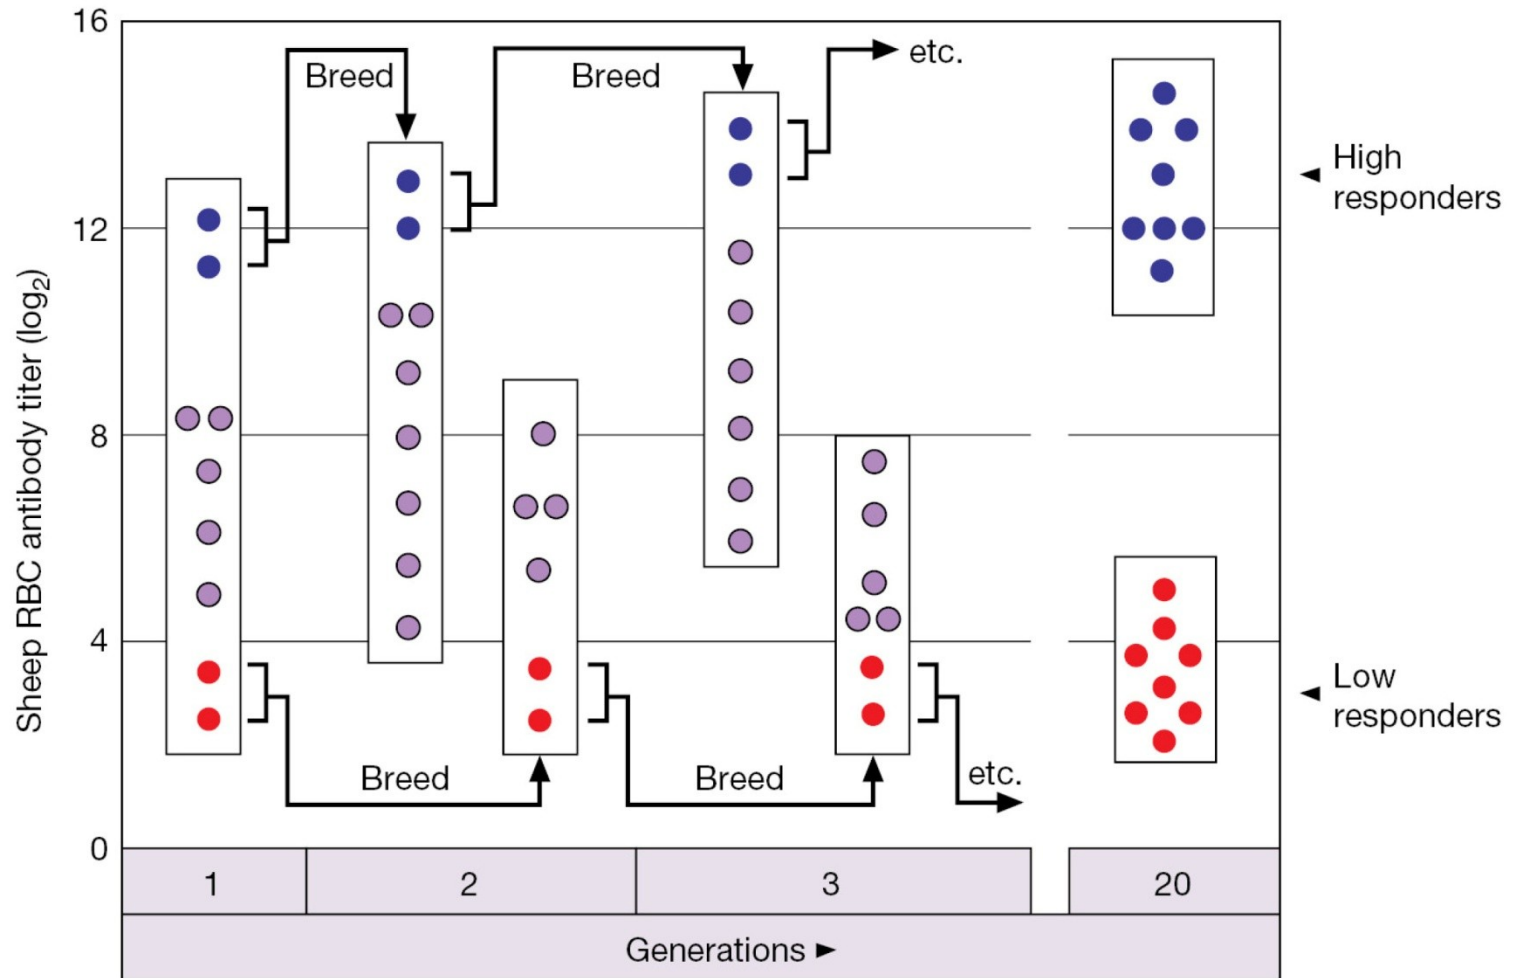 16
Breed
Breed
etc.
High
responders
12
Sheep RBC antibody titer (log2)
8
4
Low
responders
Breed
Breed
etc.
0
1
2
3
20
Generations ►